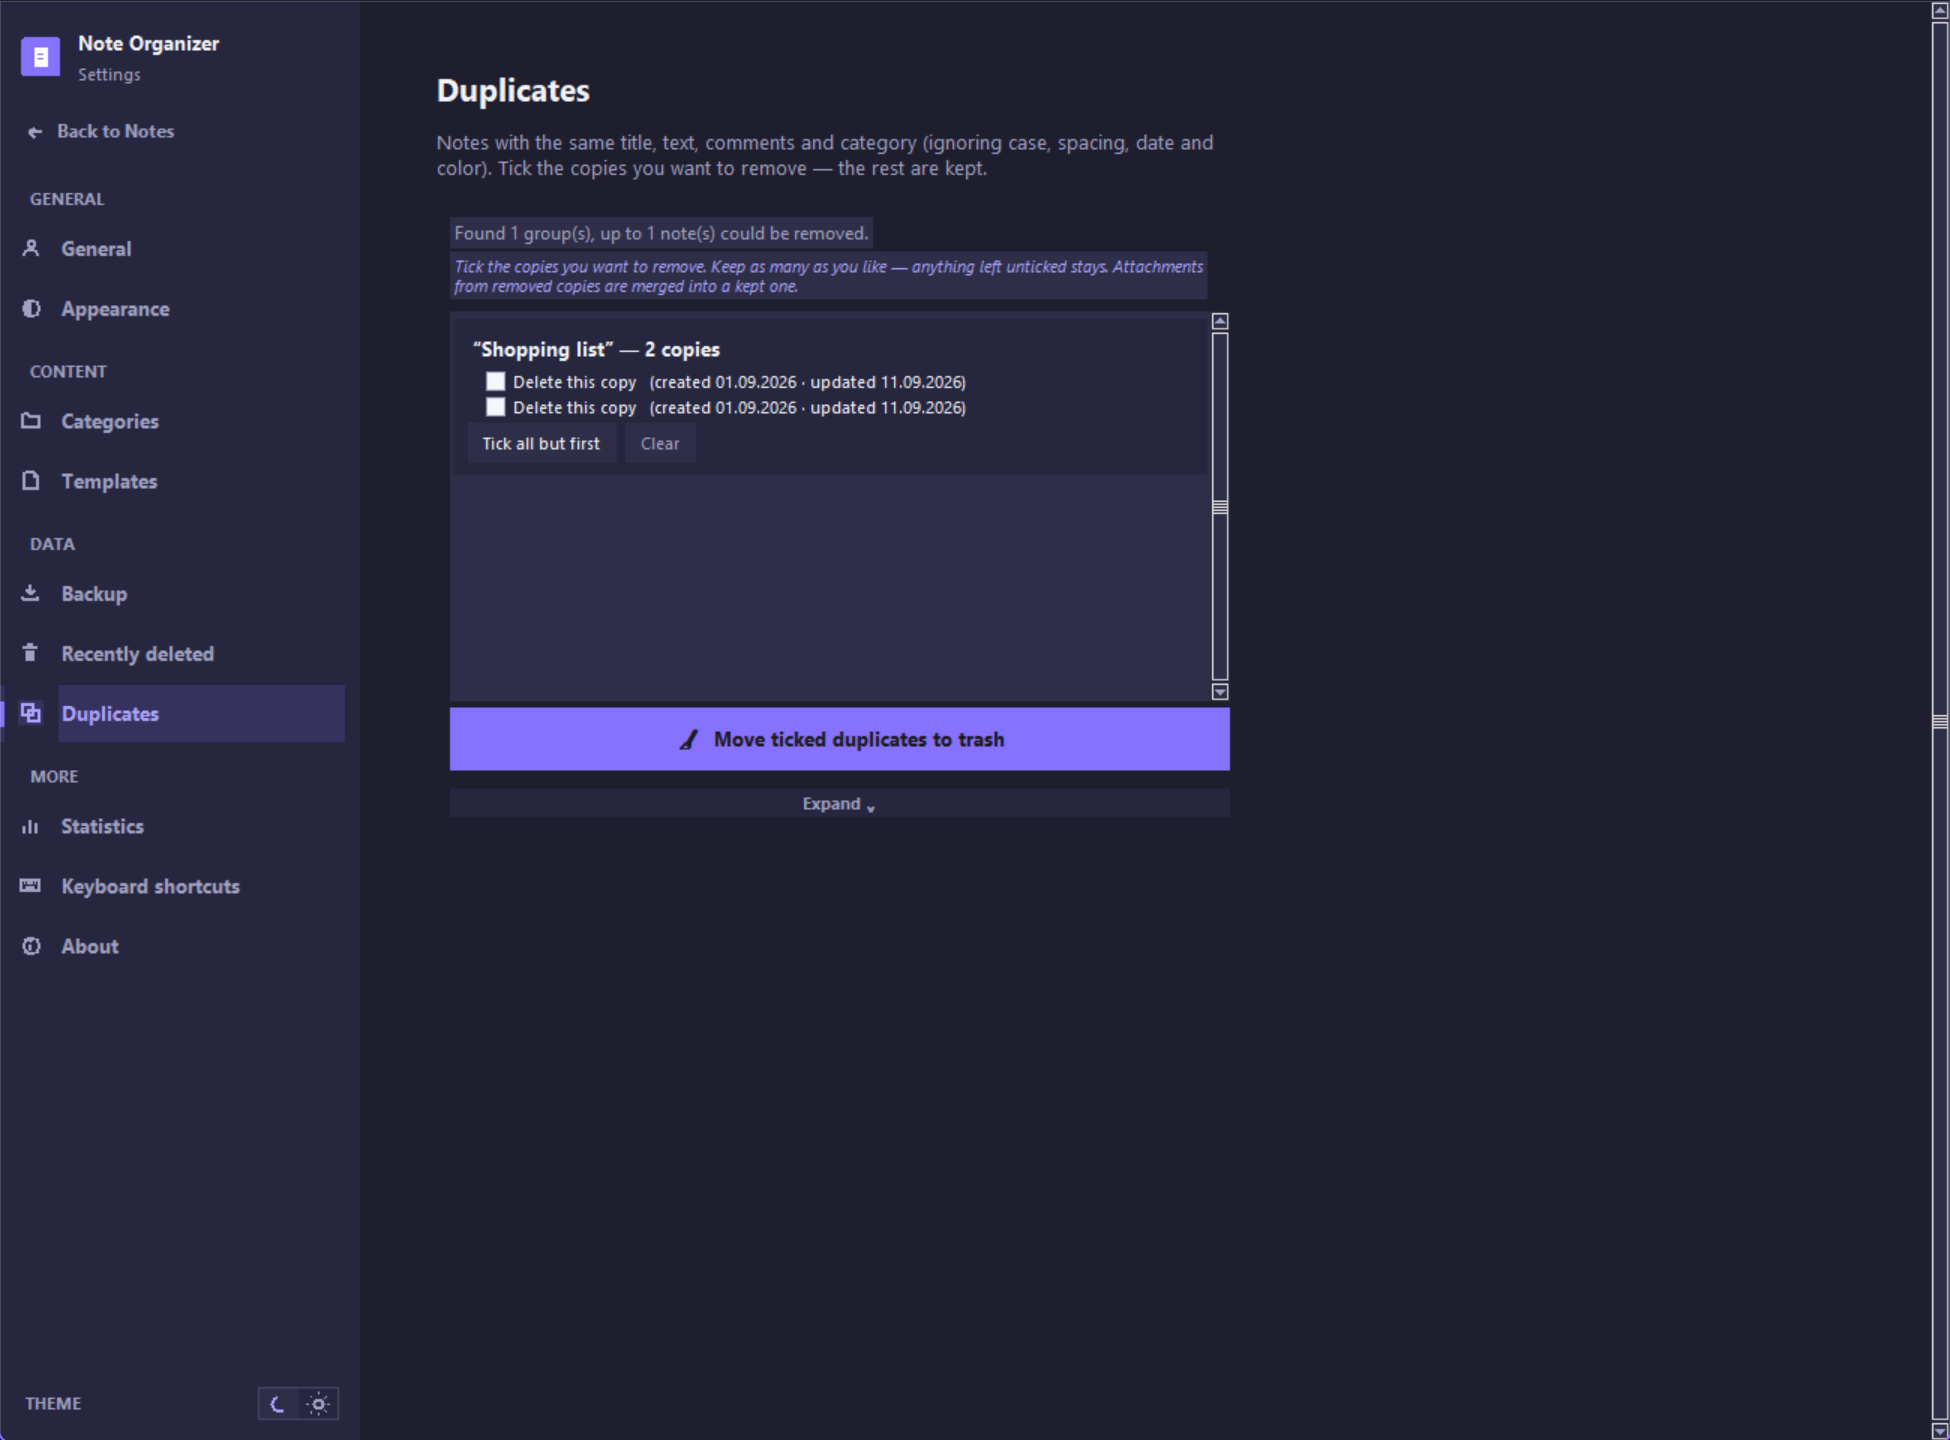 Note Organizer
Settings
Back to Notes
GENERAL
General
Appearance
CONTENT
Categories
Templates
DATA
Backup
Recently deleted
Duplicates
MORE
Statistics
Keyboard shortcuts
About
THEME
Duplicates
Notes with the same title, text, comments and category (ignoring case, spacing, date and
color). Tick the copies you want to remove — the rest are kept.
Found 1 group(s), up to 1 note(s) could be removed.
Tick the copies you want to remove. Keep as many as you like — anything left unticked stays. Attachments
from removed copies are merged into a kept one.
“Shopping list” — 2 copies
Delete this copy (created 01.09.2026 · updated 11.09.2026)
Delete this copy (created 01.09.2026 · updated 11.09.2026)
Tick all but first Clear
Move ticked duplicates to trash
Expand